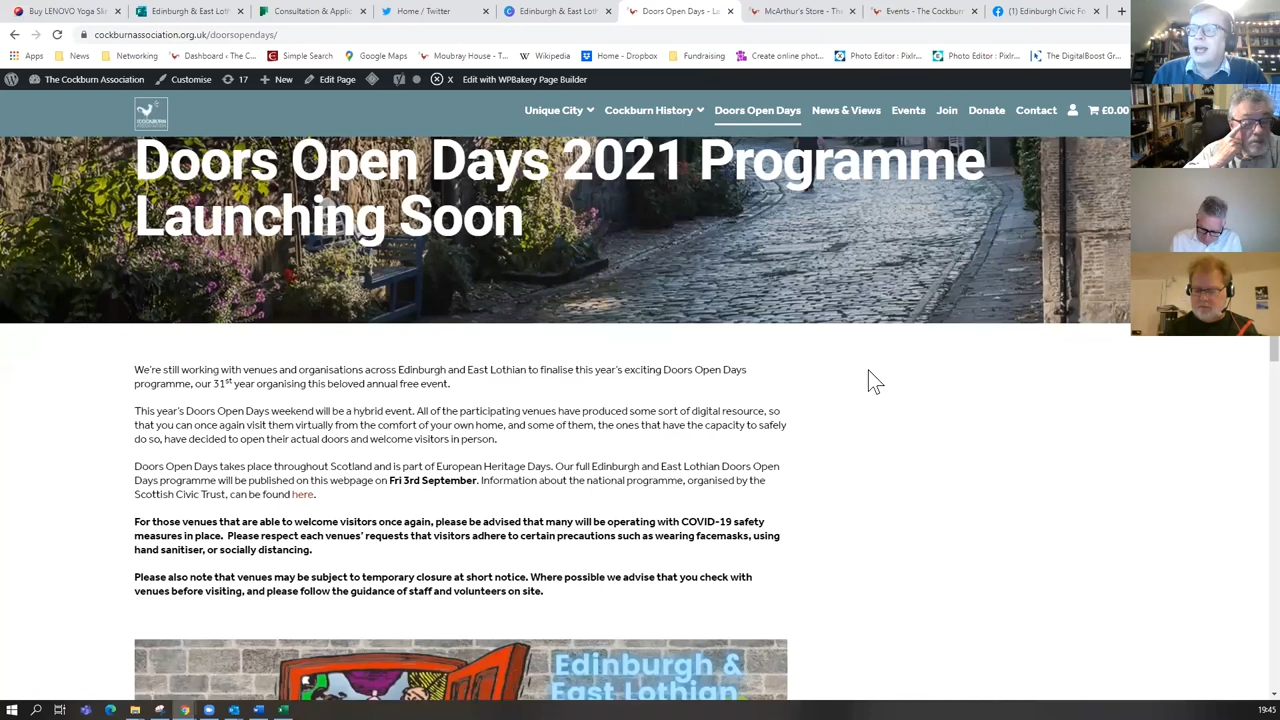 Buy LENOVO Yoga Sli
Edinburgh & East Lot
Consultation & Applic
Home / Twitter
Edinburgh & East Lot
Doors Open Days - L
McArthur's Store - Th
Events - The Cockbur
(1) Edinburgh Civic F
cockburnassociation.org.uk/doorsopendays/
Apps
News
Networking
Dashboard ‹ The C...
Simple Search
Google Maps
Moubray House - T...
Wikipedia
Home - Dropbox
Fundraising
Create online phot...
Photo Editor : Pixlr...
Photo Editor : Pixlr...
The DigitalBoost Gr...
The Cockburn Association
Customise
17
New
Edit Page
X
Edit with WPBakery Page Builder
Unique City
Cockburn History
Doors Open Days
News & Views
Events
Join
Donate
Contact
£0.00
Doors Open Days 2021 Programme
Launching Soon
We're still working with venues and organisations across Edinburgh and East Lothian to finalise this year's exciting Doors Open Days
programme, our 31st year organising this beloved annual free event.
This year's Doors Open Days weekend will be a hybrid event. All of the participating venues have produced some sort of digital resource, so
that you can once again visit them virtually from the comfort of your own home, and some of them, the ones that have the capacity to safely
do so, have decided to open their actual doors and welcome visitors in person.
Doors Open Days takes place throughout Scotland and is part of European Heritage Days. Our full Edinburgh and East Lothian Doors Open
Days programme will be published on this webpage on Fri 3rd September. Information about the national programme, organised by the
Scottish Civic Trust, can be found here.
For those venues that are able to welcome visitors once again, please be advised that many will be operating with COVID-19 safety
measures in place. Please respect each venues' requests that visitors adhere to certain precautions such as wearing facemasks, using
hand sanitiser, or socially distancing.
Please also note that venues may be subject to temporary closure at short notice. Where possible we advise that you check with
venues before visiting, and please follow the guidance of staff and volunteers on site.
Edinburgh &
East Lothian
19:45